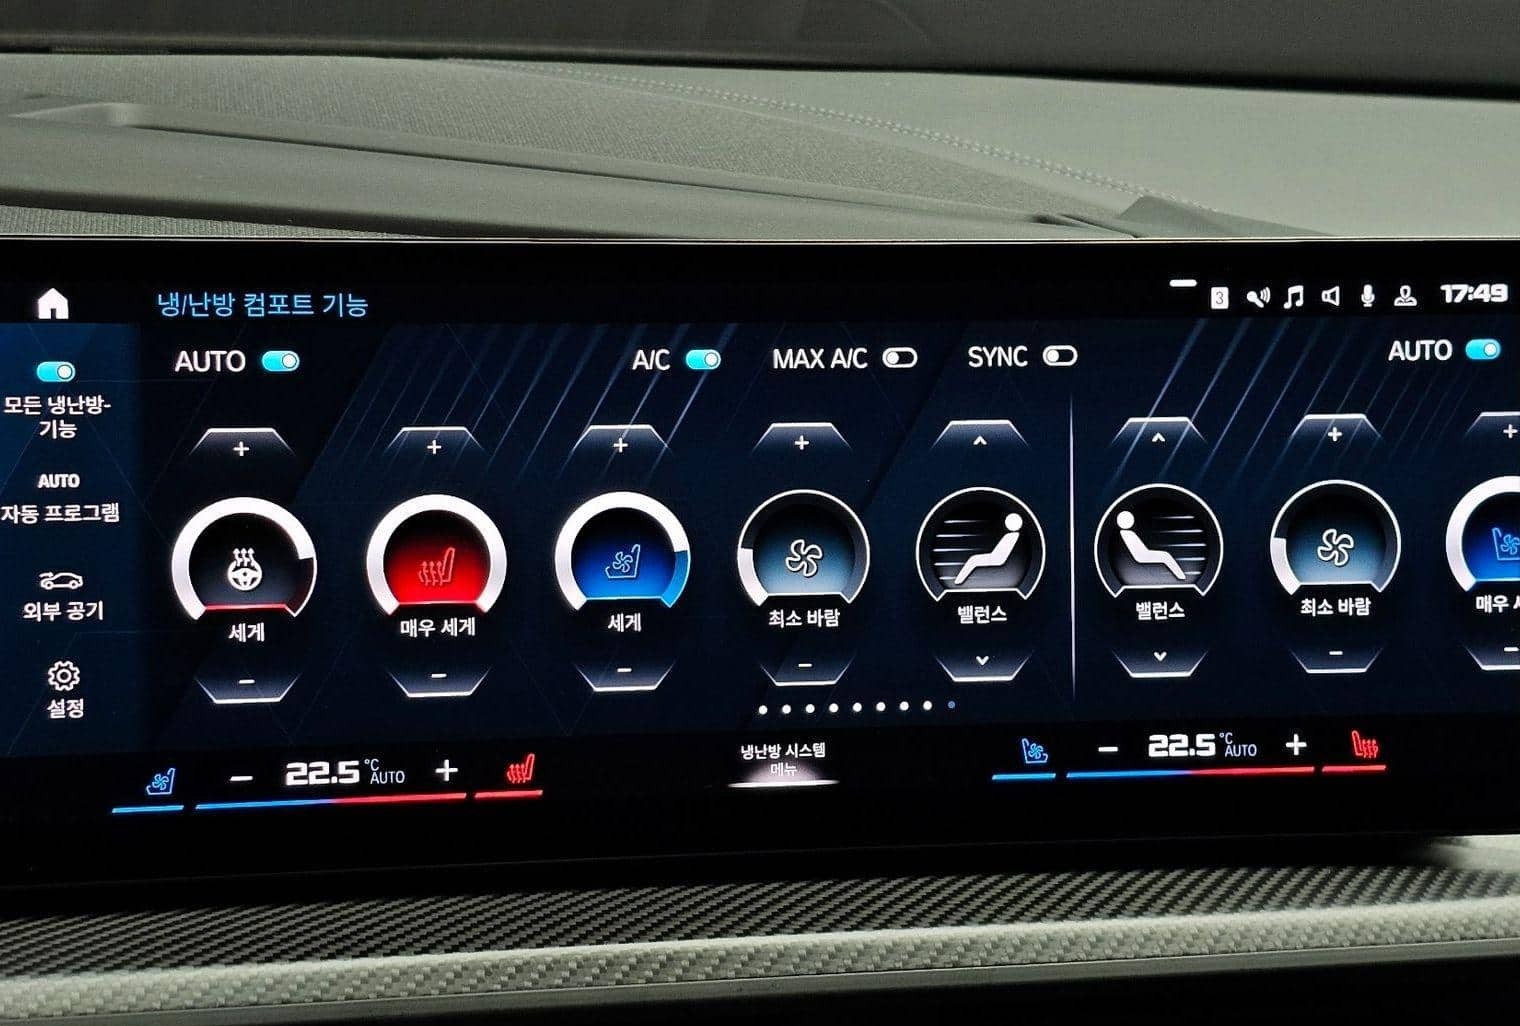 냉/난방 컴포트 기능
3
17:49
모든 냉난방-
기능
AUTO
자동 프로그램
외부 공기
설정
AUTO
A/C
MAX A/C
SYNC
AUTO
세게
매우 세게
세게
최소 바람
밸런스
밸런스
최소 바람
매우
22.5 °C AUTO
냉난방 시스템
메뉴
22.5 °C AUTO